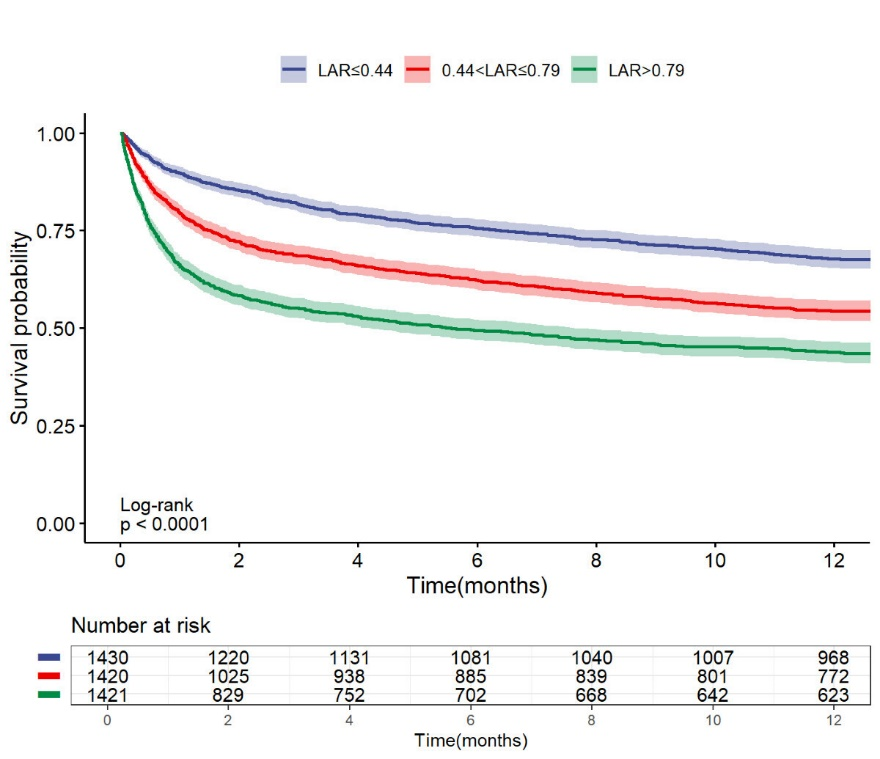 LAR≤0.44 0.44<LAR≤0.79 LAR>0.79
Survival probability
1.00
0.75
0.50
0.25
0.00
Log-rank
p < 0.0001
0 2 4 6 8 10 12
Time(months)
Number at risk
1430 1220 1131 1081 1040 1007 968
1420 1025 938 885 839 801 772
1421 829 752 702 668 642 623
0 2 4 6 8 10 12
Time(months)